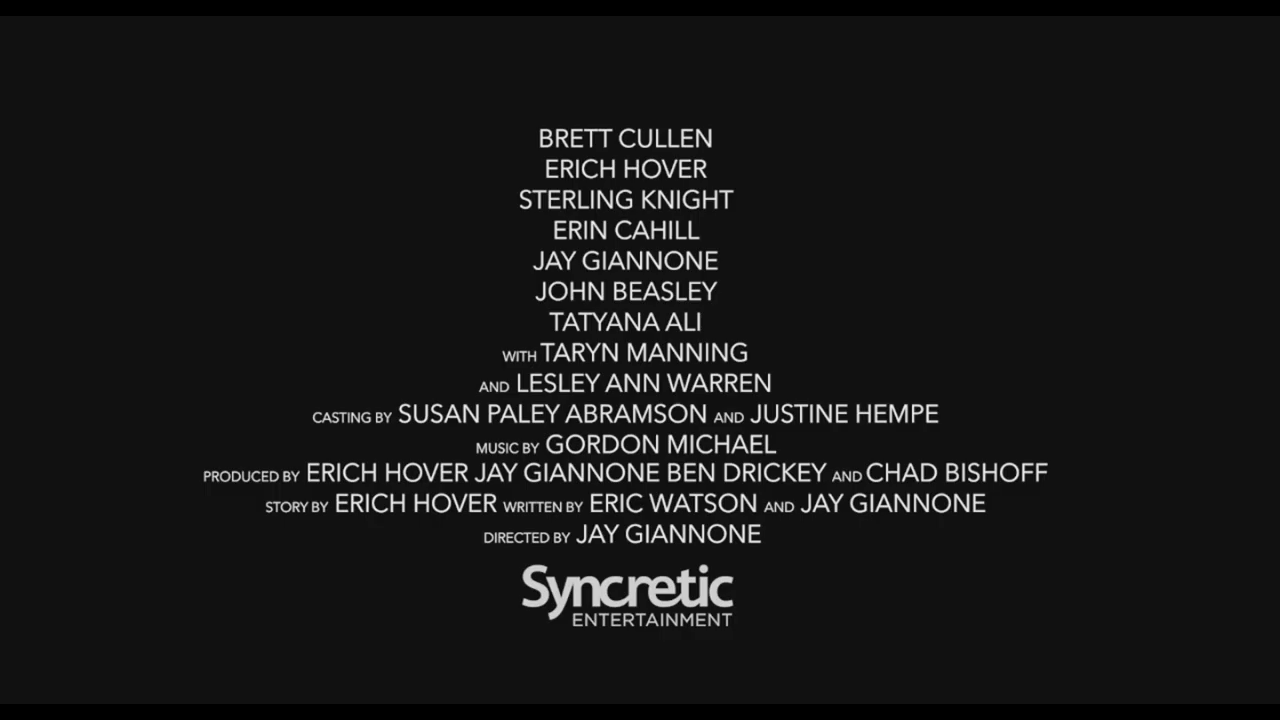 BRETT CULLEN
ERICH HOVER
STERLING KNIGHT
ERIN CAHILL
JAY GIANNONE
JOHN BEASLEY
TATYANA ALI
WITH TARYN MANNING
AND LESLEY ANN WARREN
CASTING BY SUSAN PALEY ABRAMSON AND JUSTINE HEMPE
MUSIC BY GORDON MICHAEL
PRODUCED BY ERICH HOVER JAY GIANNONE BEN DRICKEY AND CHAD BISHOFF
STORY BY ERICH HOVER WRITTEN BY ERIC WATSON AND JAY GIANNONE
DIRECTED BY JAY GIANNONE
Syncretic
ENTERTAINMENT